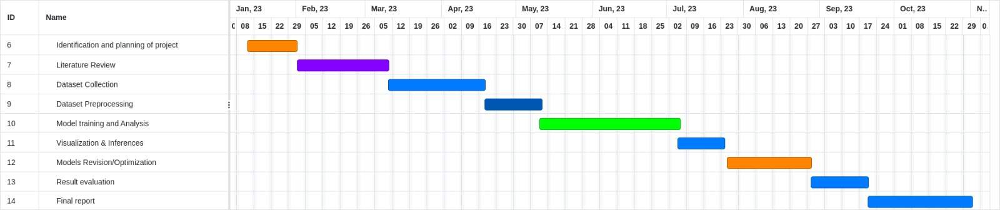 Jan, 23 Feb, 23 Mar, 23 Apr, 23 May, 23 Jun, 23 Jul, 23 Aug, 23 Sep, 23 Oct, 23 N..
ID Name
08 15 22 29 05 12 19 26 05 12 19 26 02 09 16 23 30 07 14 21 28 04 11 18 25 02 09 16 23 30 06 13 20 27 03 10 17 24 01 08 15 22 29 0.
6 Identification and planning of project
7 Literature Review
8 Dataset Collection
9 Dataset Preprocessing
10 Model training and Analysis
11 Visualization & Inferences
12 Models Revision/Optimization
13 Result evaluation
14 Final report